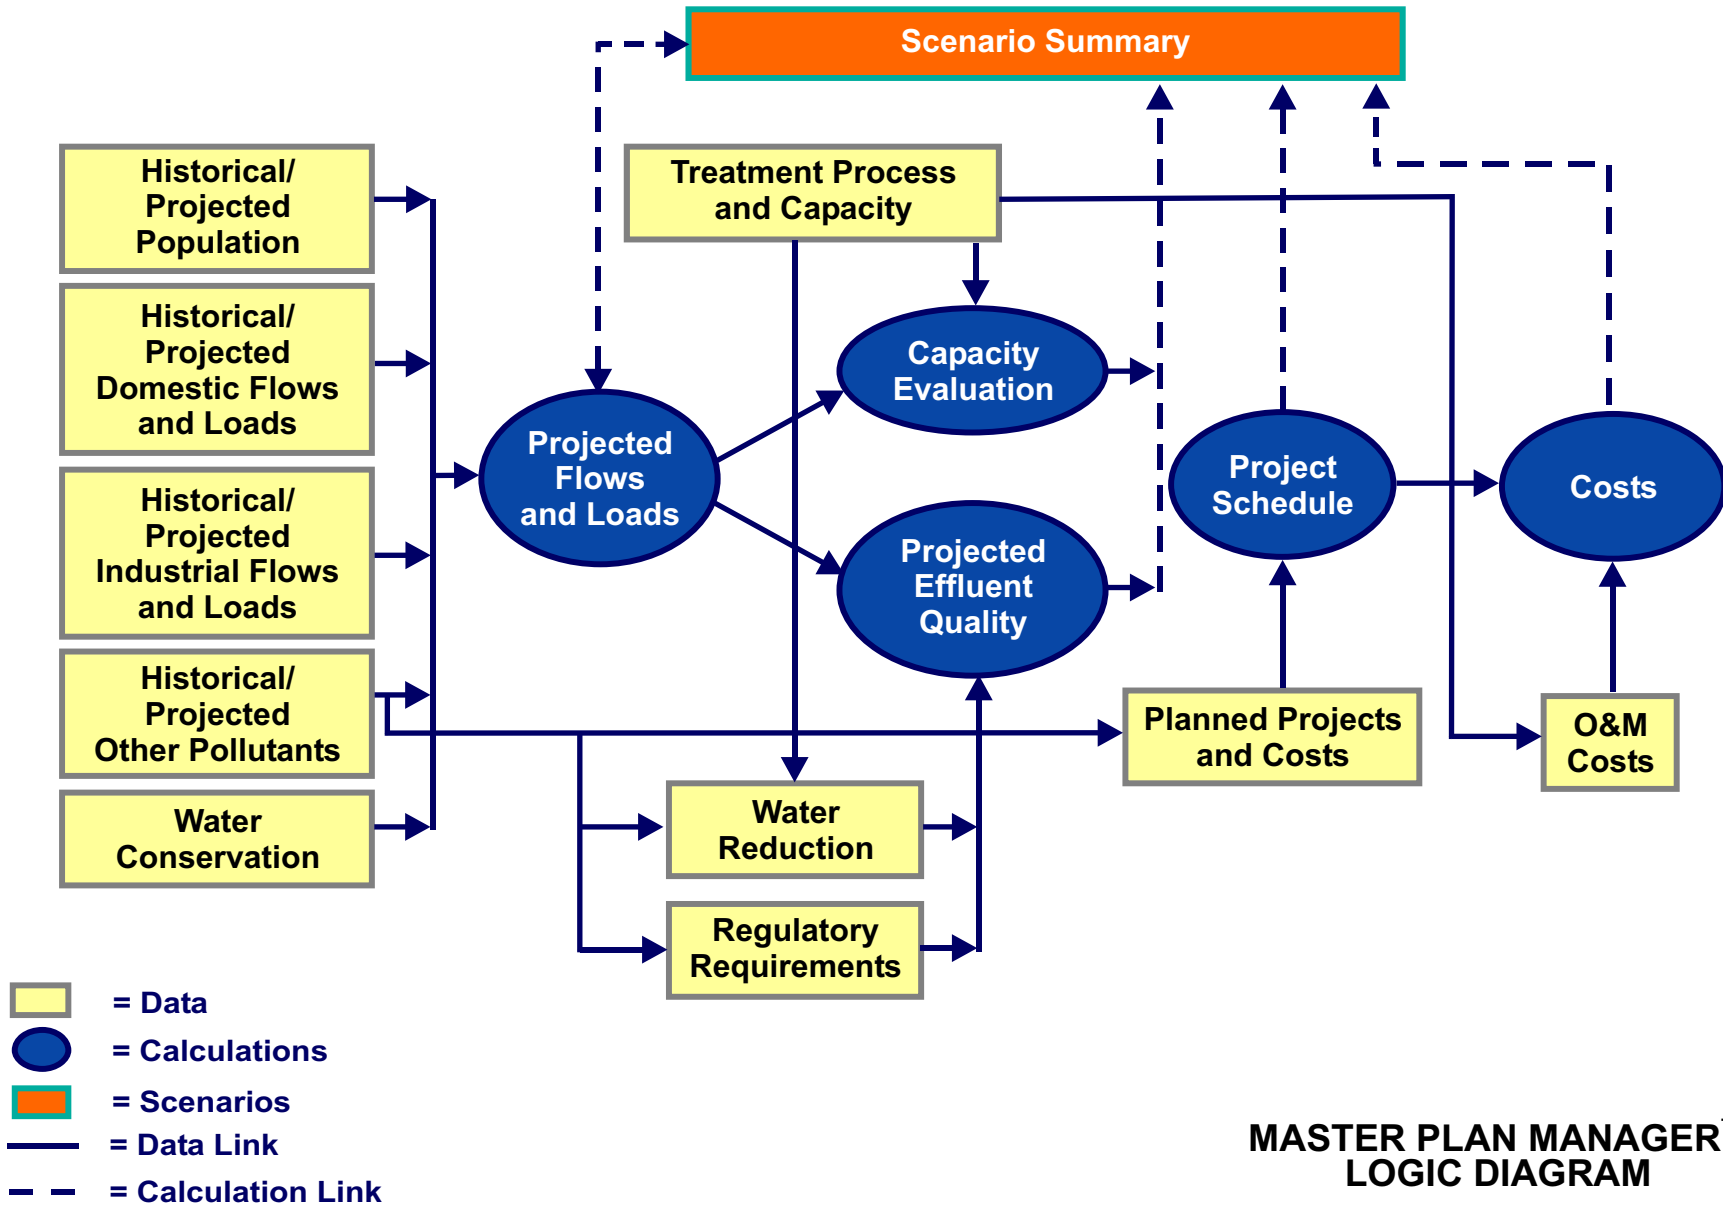 Scenario Summary
Historical/
Projected
Population
Treatment Process
and Capacity
Historical/
Projected
Domestic Flows
and Loads
Capacity
Evaluation
Projected
Flows
and Loads
Project
Schedule
Costs
Historical/
Projected
Industrial Flows
and Loads
Projected
Effluent
Quality
Historical/
Projected
Other Pollutants
Planned Projects
and Costs
O&M
Costs
Water
Conservation
Water
Reduction
Regulatory
Requirements
= Data
= Calculations
= Scenarios
= Data Link
= Calculation Link
MASTER PLAN MANAGER
LOGIC DIAGRAM